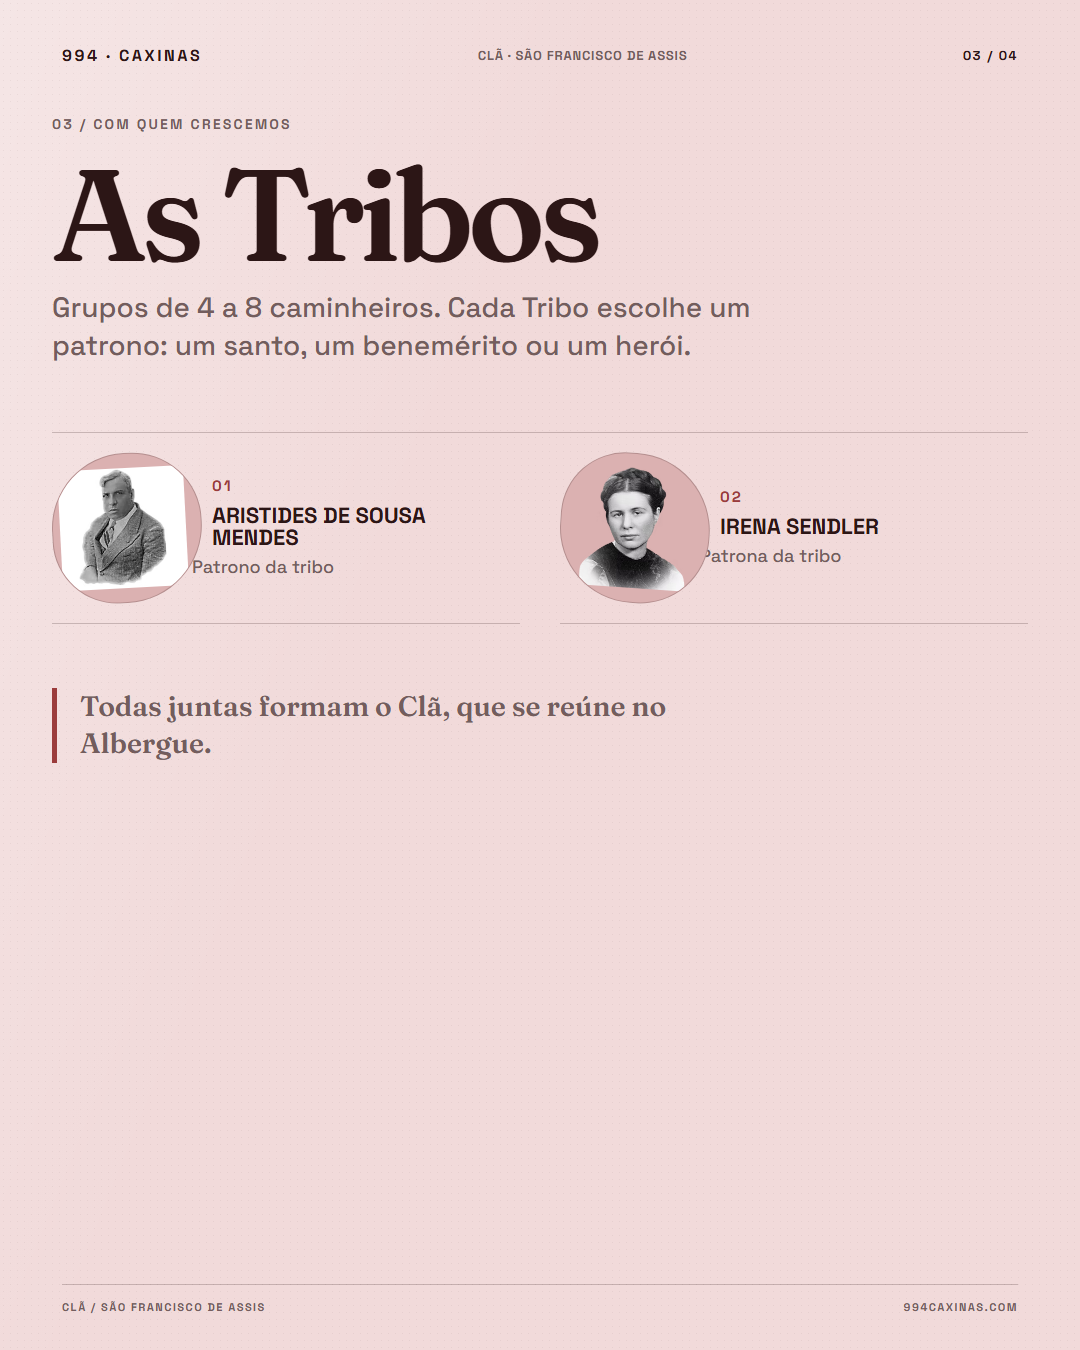 994 · CAXINAS
CLÃ · SÃO FRANCISCO DE ASSIS
03 / 04
03 / COM QUEM CRESCEMOS
As Tribos
Grupos de 4 a 8 caminheiros. Cada Tribo escolhe um
patrono: um santo, um benemérito ou um herói.
01
ARISTIDES DE SOUSA
MENDES
Patrono da tribo
02
IRENA SENDLER
Patrona da tribo
Todas juntas formam o Clã, que se reúne no
Albergue.
CLÃ / SÃO FRANCISCO DE ASSIS
994CAXINAS.COM